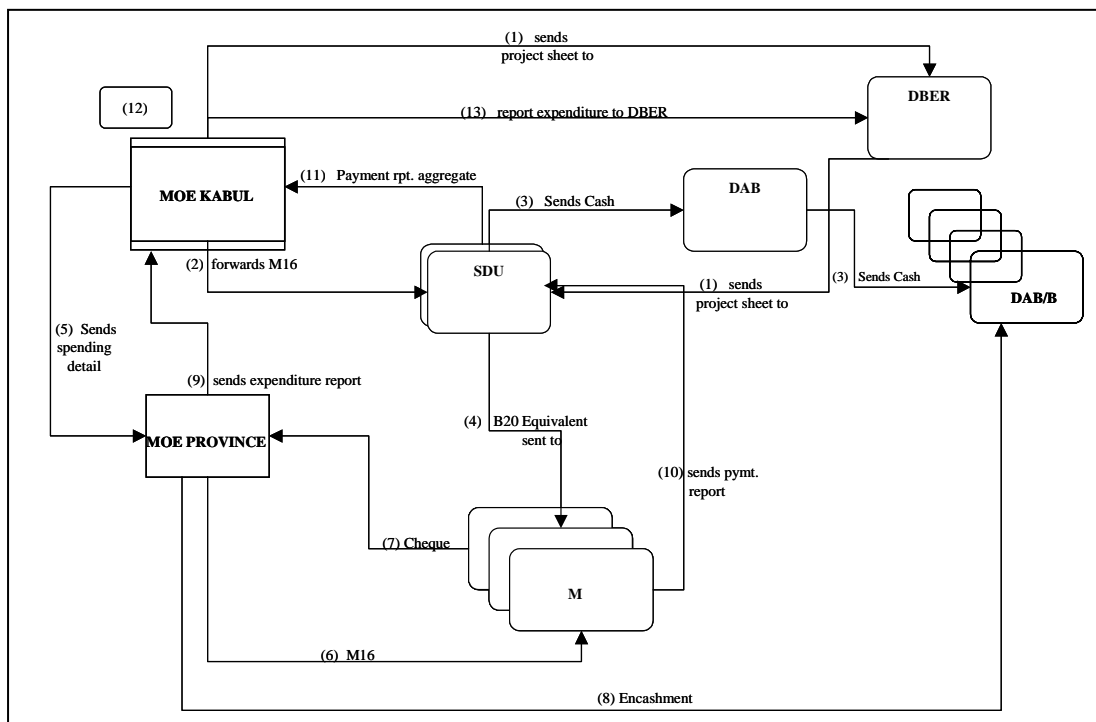 (1) sends
project sheet to
DBER
(12)
(13) report expenditure to DBER
MOE KABUL
(11) Payment rpt. aggregate
DAB
(3) Sends Cash
(2) forwards M16
SDU
(1) sends
project sheet to
(3) Sends Cash
DAB/B
(5) Sends
spending
detail
(9) sends expenditure report
MOE PROVINCE
(4) B20 Equivalent
sent to
(10) sends pymt.
report
(7) Cheque
M
(6) M16
(8) Encashment